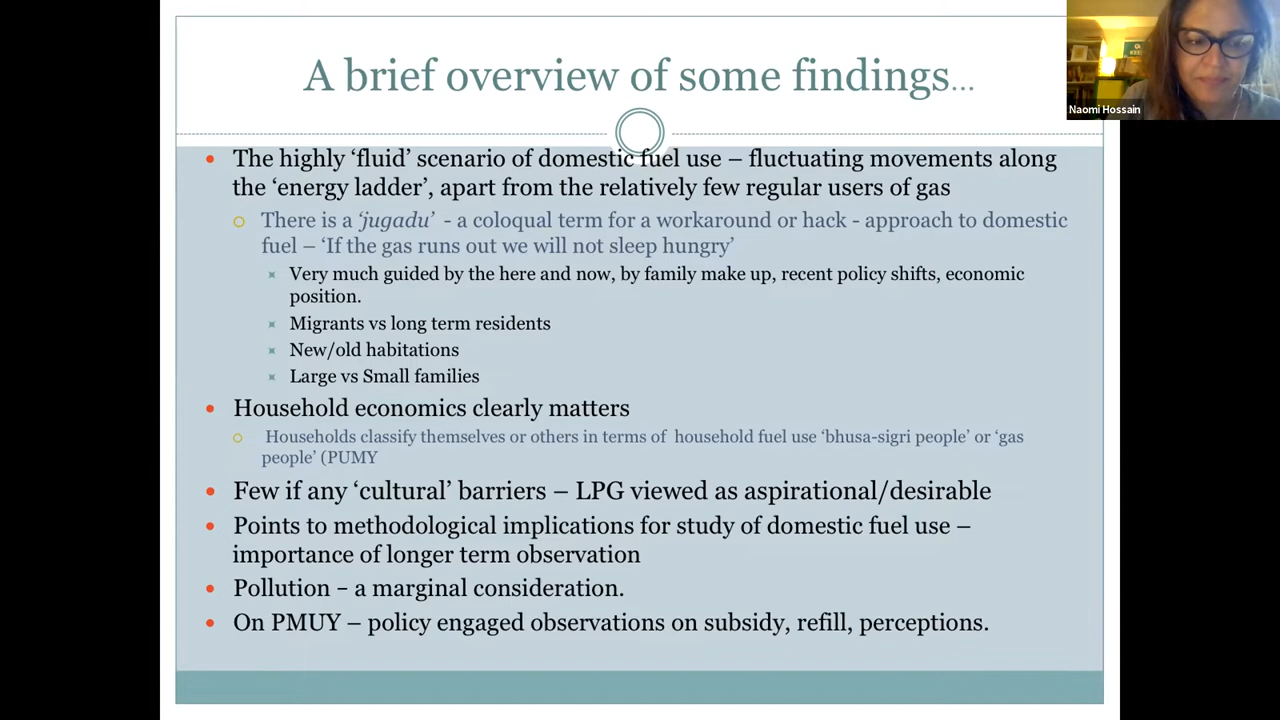 A brief overview of some findings...
Naomi Hossain
The highly ‘fluid’ scenario of domestic fuel use – fluctuating movements along
the ‘energy ladder’, apart from the relatively few regular users of gas
There is a ‘jugadu’ - a coloqual term for a workaround or hack - approach to domestic
fuel – ‘If the gas runs out we will not sleep hungry’
Very much guided by the here and now, by family make up, recent policy shifts, economic
position.
Migrants vs long term residents
New/old habitations
Large vs Small families
Household economics clearly matters
Households classify themselves or others in terms of household fuel use ‘bhusa-sigri people’ or ‘gas
people’ (PUMY
Few if any ‘cultural’ barriers – LPG viewed as aspirational/desirable
Points to methodological implications for study of domestic fuel use –
importance of longer term observation
Pollution – a marginal consideration.
On PMUY – policy engaged observations on subsidy, refill, perceptions.